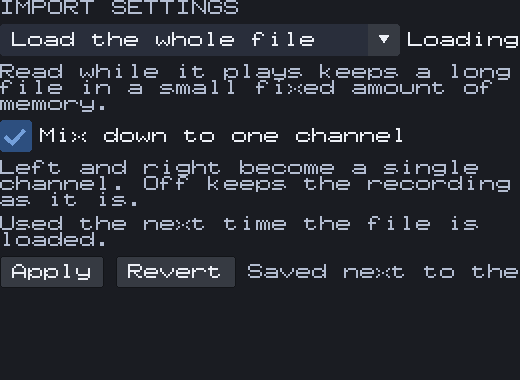 IMPORT SETTINGS
Load the whole file Loading
Read while it plays keeps a long
file in a small fixed amount of
memory.
Mix down to one channel
Left and right become a single
channel. Off keeps the recording
as it is.
Used the next time the file is
loaded.
Apply Revert Saved next to the